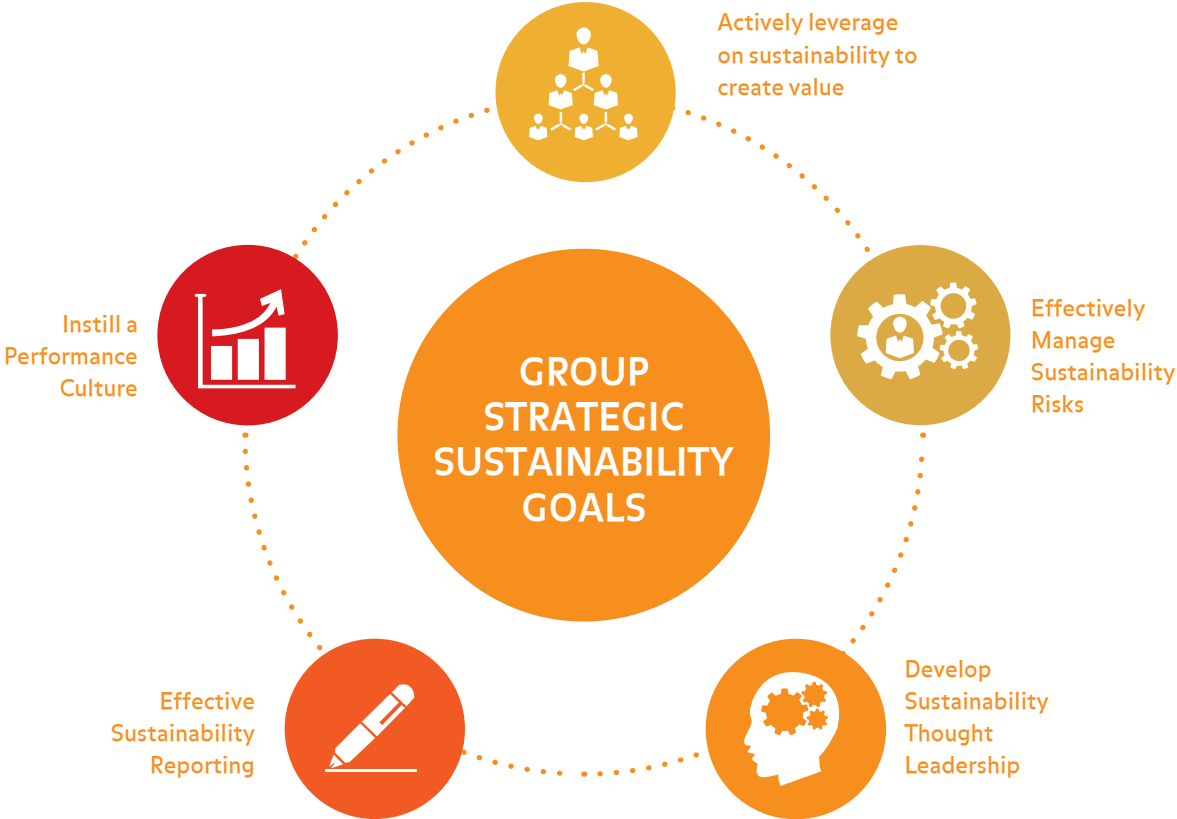 Actively leverage
on sustainability to
create value
Effectively
Manage
Sustainability
Risks
Develop
Sustainability
Thought
Leadership
Effective
Sustainability
Reporting
Instill a
Performance
Culture
GROUP
STRATEGIC
SUSTAINABILITY
GOALS